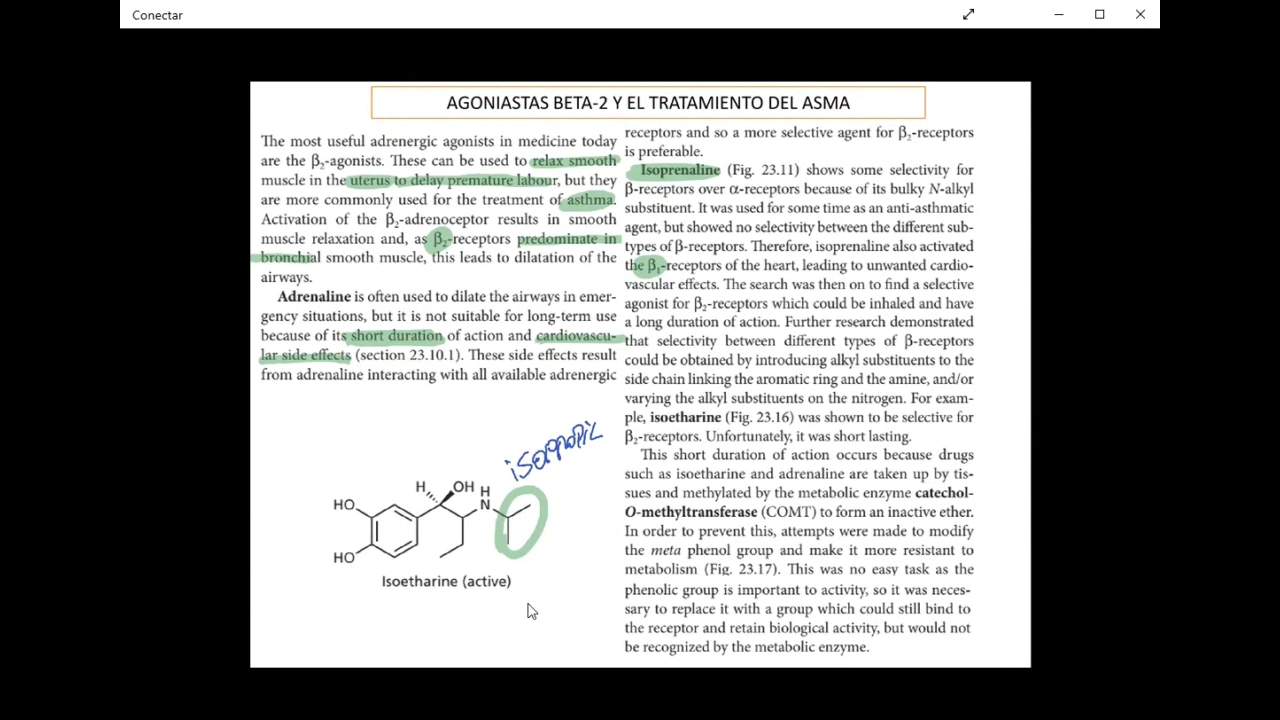 Conectar
AGONIASTAS BETA-2 Y EL TRATAMIENTO DEL ASMA
The most useful adrenergic agonists in medicine today
are the β₂-agonists. These can be used to relax smooth
muscle in the uterus to delay premature labour, but they
are more commonly used for the treatment of asthma.
Activation of the β₂-adrenoceptor results in smooth
muscle relaxation and, as β₂-receptors predominate in
bronchial smooth muscle, this leads to dilatation of the
airways.
Adrenaline is often used to dilate the airways in emer-
gency situations, but it is not suitable for long-term use
because of its short duration of action and cardiovascu-
lar side effects (section 23.10.1). These side effects result
from adrenaline interacting with all available adrenergic
isopropil
H OH H
HO N
HO
Isoetharine (active)
receptors and so a more selective agent for β₂-receptors
is preferable.
Isoprenaline (Fig. 23.11) shows some selectivity for
β-receptors over α-receptors because of its bulky N-alkyl
substituent. It was used for some time as an anti-asthmatic
agent, but showed no selectivity between the different sub-
types of β-receptors. Therefore, isoprenaline also activated
the β₁-receptors of the heart, leading to unwanted cardio-
vascular effects. The search was then on to find a selective
agonist for β₂-receptors which could be inhaled and have
a long duration of action. Further research demonstrated
that selectivity between different types of β-receptors
could be obtained by introducing alkyl substituents to the
side chain linking the aromatic ring and the amine, and/or
varying the alkyl substituents on the nitrogen. For exam-
ple, isoetharine (Fig. 23.16) was shown to be selective for
β₂-receptors. Unfortunately, it was short lasting.
This short duration of action occurs because drugs
such as isoetharine and adrenaline are taken up by tis-
sues and methylated by the metabolic enzyme catechol-
O-methyltransferase (COMT) to form an inactive ether.
In order to prevent this, attempts were made to modify
the meta phenol group and make it more resistant to
metabolism (Fig. 23.17). This was no easy task as the
phenolic group is important to activity, so it was neces-
sary to replace it with a group which could still bind to
the receptor and retain biological activity, but would not
be recognized by the metabolic enzyme.